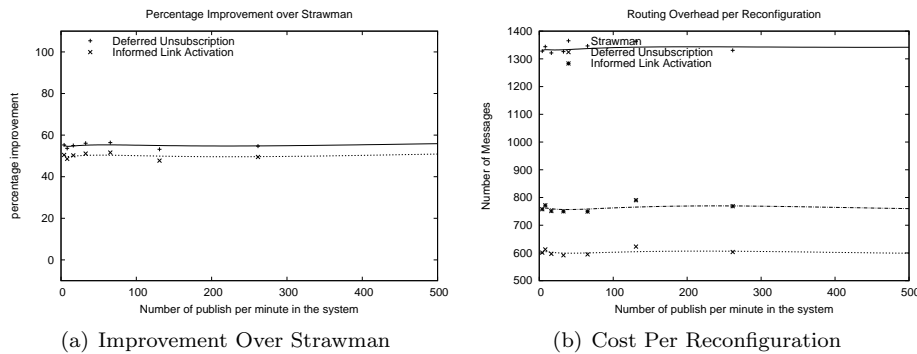 Percentage Improvement over Strawman
Deferred Unsubscription
Informed Link Activation
percentage improvement
100
80
60
40
20
0
0 100 200 300 400 500
Number of publish per minute in the system
(a) Improvement Over Strawman
Routing Overhead per Reconfiguration
Strawman
Deferred Unsubscription
Informed Link Activation
Number of Messages
1400
1300
1200
1100
1000
900
800
700
600
500
0 100 200 300 400 500
Number of publish per minute in the system
(b) Cost Per Reconfiguration